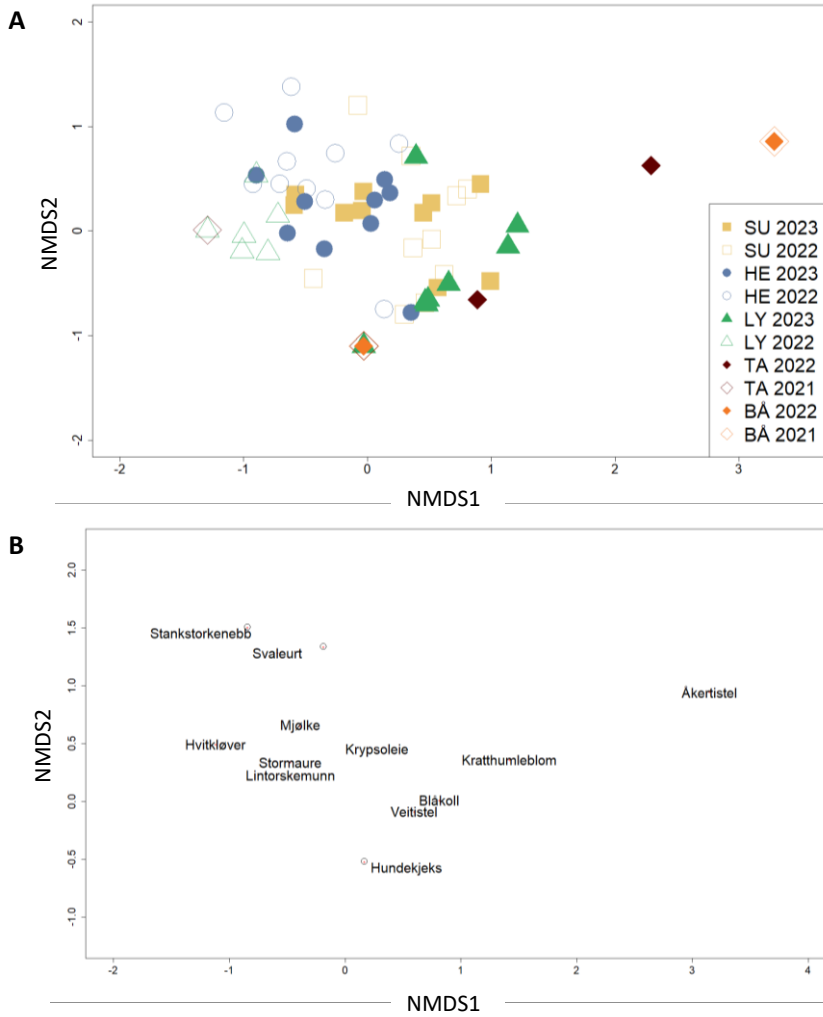 A
2
1
0
-1
-2
NMDS2
SU 2023
SU 2022
HE 2023
HE 2022
LY 2023
LY 2022
TA 2022
TA 2021
BÅ 2022
BÅ 2021
-2 -1 0 1 2 3
NMDS1
B
2.0
1.5
1.0
0.5
0.0
-0.5
-1.0
NMDS2
Stankstorkenebb
Svaleurt
Åkertistel
Mjølke
Hvitkløver
Krypsoleie
Stormaure
Kratthumleblom
Lintorskemunn
Blåkoll
Veitistel
Hundekjeks
-2 -1 0 1 2 3 4
NMDS1